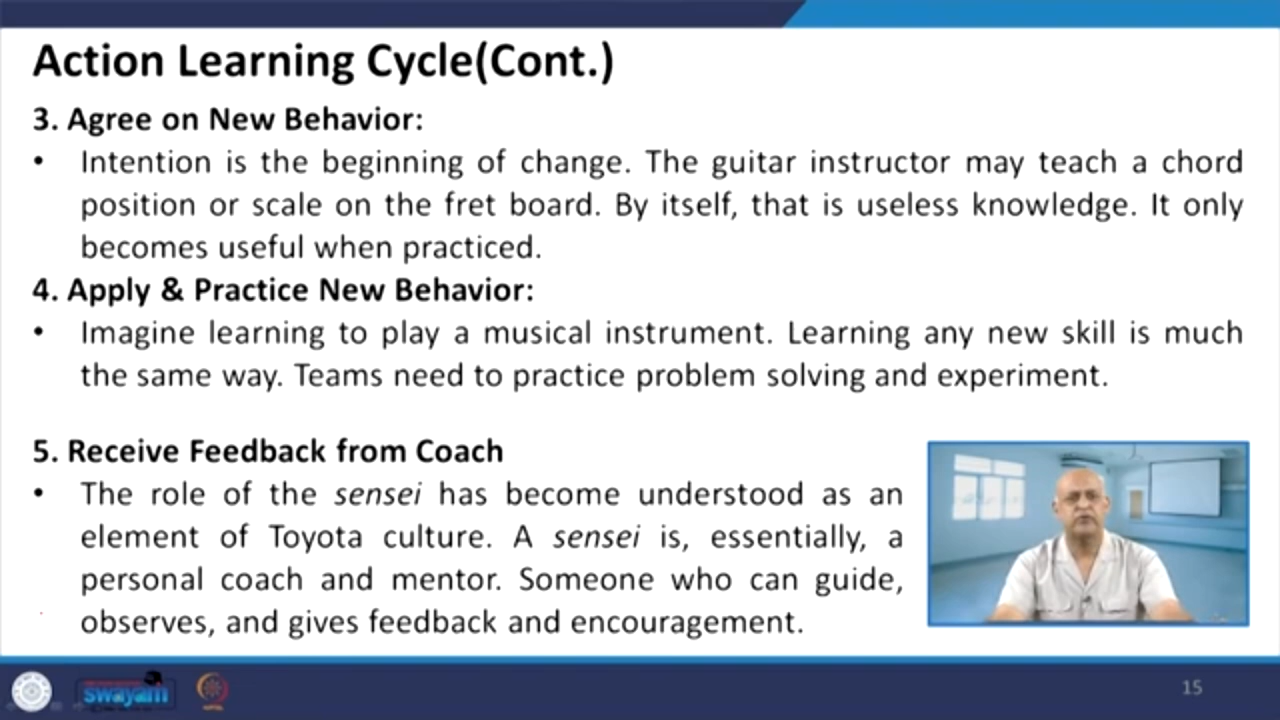 Action Learning Cycle(Cont.)
3. Agree on New Behavior:
• Intention is the beginning of change. The guitar instructor may teach a chord
position or scale on the fret board. By itself, that is useless knowledge. It only
becomes useful when practiced.
4. Apply & Practice New Behavior:
• Imagine learning to play a musical instrument. Learning any new skill is much
the same way. Teams need to practice problem solving and experiment.
5. Receive Feedback from Coach
• The role of the sensei has become understood as an
element of Toyota culture. A sensei is, essentially, a
personal coach and mentor. Someone who can guide,
observes, and gives feedback and encouragement.
swayam
15